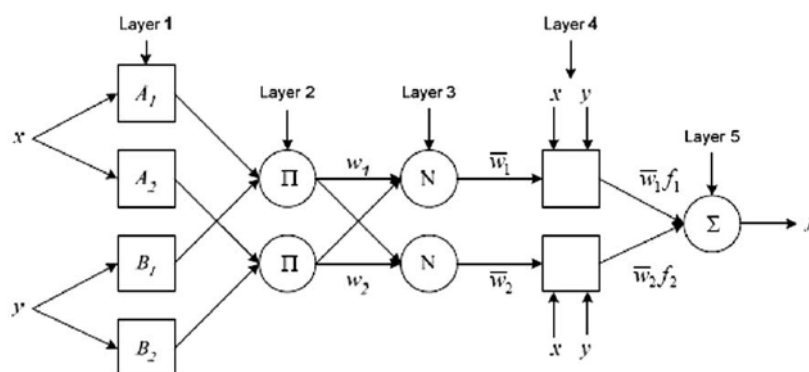 Layer 1
Layer 4
Layer 2
Layer 3
Layer 5
x
y
A₁
A₂
B₁
B₂
x
y
Π
Π
w₁
w₂
N
N
w̅₁
w̅₂
w̅₁f₁
w̅₂f₂
Σ
x
y